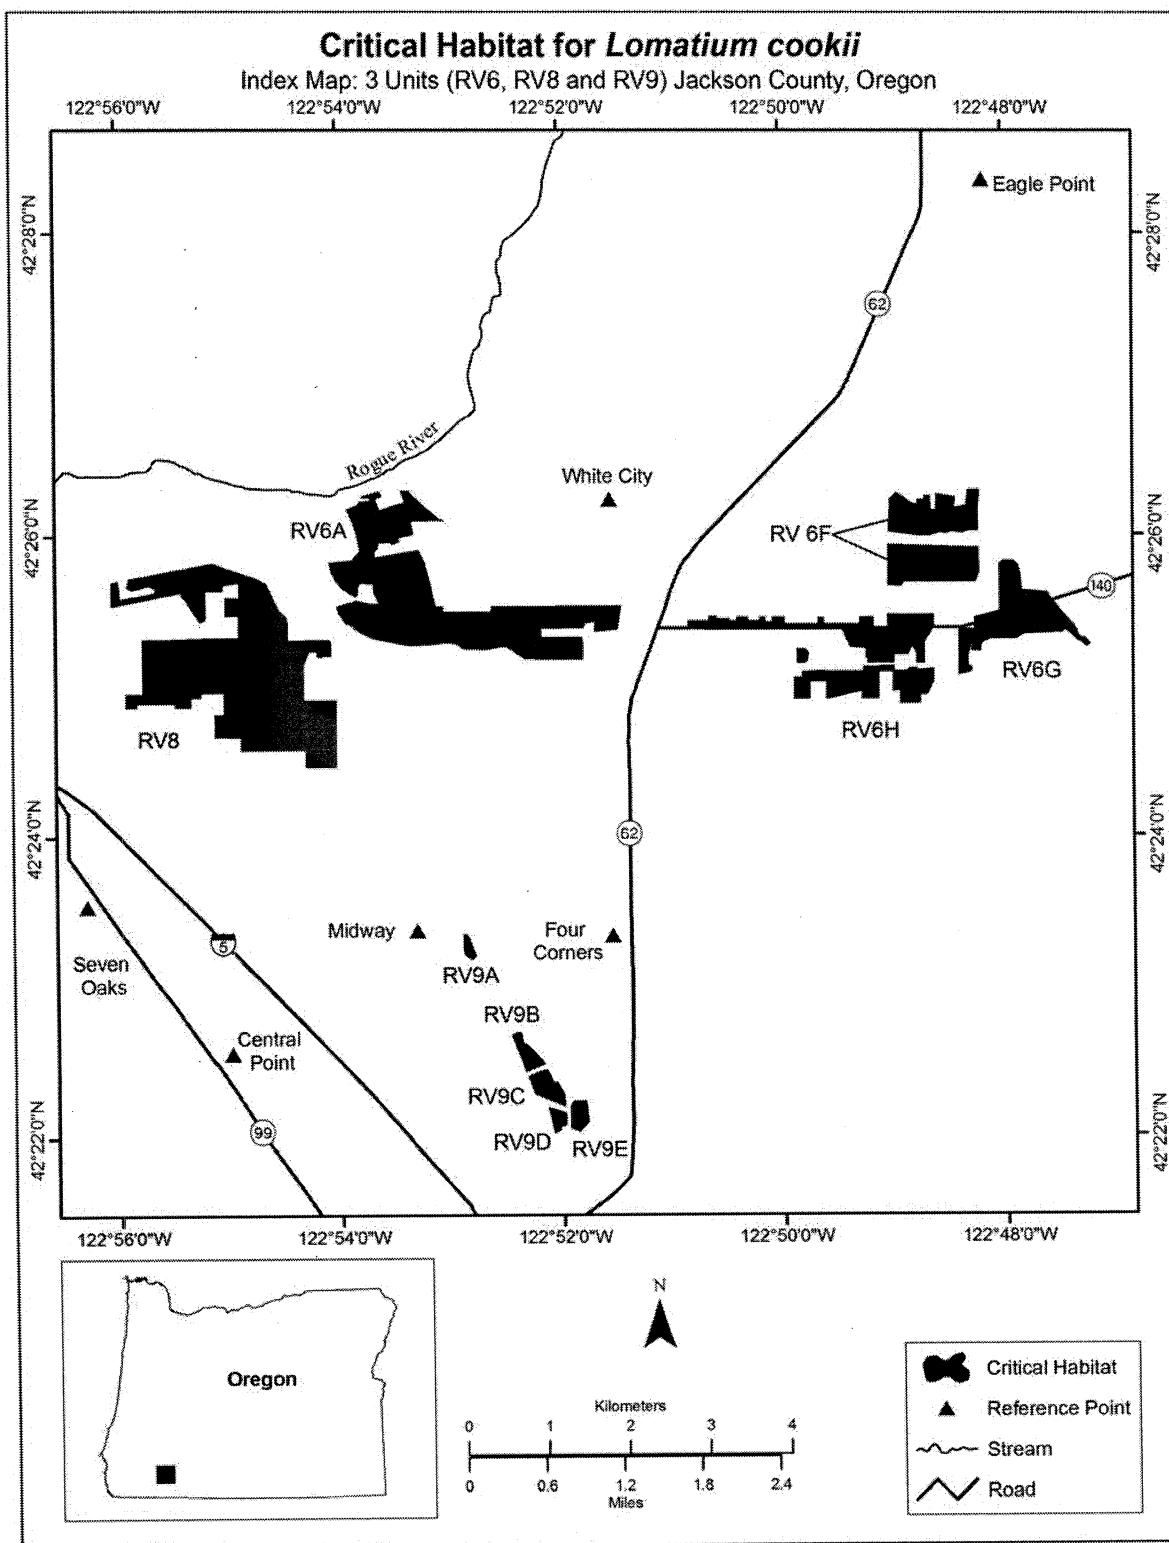 Critical Habitat for Lomatium cookii
Index Map: 3 Units (RV6, RV8 and RV9) Jackson County, Oregon
122°56'0"W 122°54'0"W 122°52'0"W 122°50'0"W 122°48'0"W
Eagle Point
42°28'0"N 42°28'0"N
62
Rogue River
White City
RV6A
RV 6F
42°26'0"N 42°26'0"N
140
RV6G
RV8
RV6H
42°24'0"N 42°24'0"N
62
Midway
Four
Corners
5
Seven
Oaks
RV9A
RV9B
Central
Point
RV9C
99
RV9D
RV9E
42°22'0"N 42°22'0"N
122°56'0"W 122°54'0"W 122°52'0"W 122°50'0"W 122°48'0"W
Oregon
N
Kilometers
0 1 2 3 4
0 0.6 1.2 1.8 2.4
Miles
Critical Habitat
Reference Point
Stream
Road